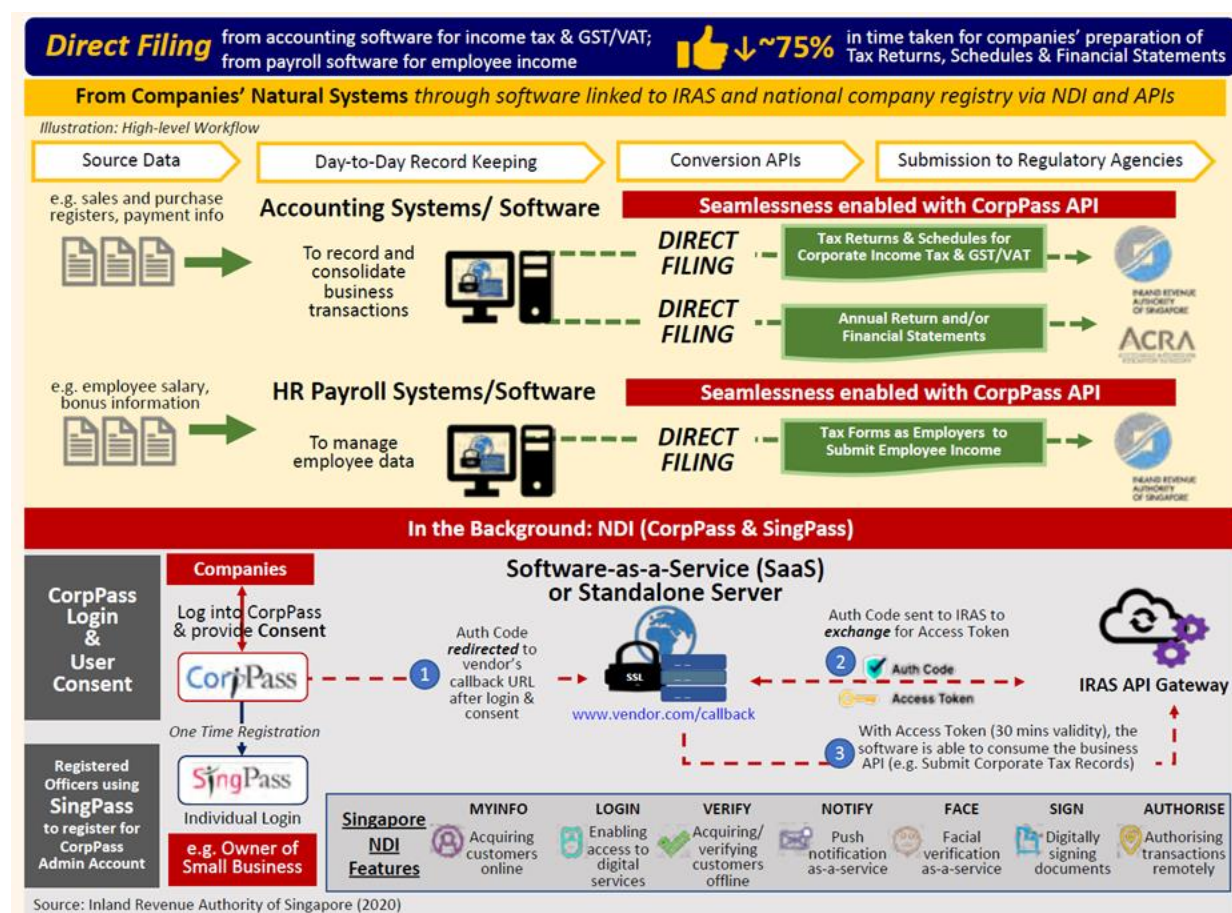 Direct Filing
from accounting software for income tax & GST/VAT;
from payroll software for employee income
↓~75%
in time taken for companies' preparation of
Tax Returns, Schedules & Financial Statements
From Companies' Natural Systems through software linked to IRAS and national company registry via NDI and APIs
Illustration: High-level Workflow
Source Data
Day-to-Day Record Keeping
Conversion APIs
Submission to Regulatory Agencies
e.g. sales and purchase
registers, payment info
Accounting Systems/ Software
Seamlessness enabled with CorpPass API
To record and
consolidate
business
transactions
DIRECT
FILING
Tax Returns & Schedules for
Corporate Income Tax & GST/VAT
INLAND REVENUE
AUTHORITY
OF SINGAPORE
DIRECT
FILING
Annual Return and/or
Financial Statements
ACRA
e.g. employee salary,
bonus information
HR Payroll Systems/Software
Seamlessness enabled with CorpPass API
To manage
employee data
DIRECT
FILING
Tax Forms as Employers to
Submit Employee Income
INLAND REVENUE
AUTHORITY
OF SINGAPORE
In the Background: NDI (CorpPass & SingPass)
CorpPass
Login
&
User
Consent
Companies
Log into CorpPass
& provide Consent
CorpPass
One Time Registration
1
Auth Code
redirected to
vendor's
callback URL
after login &
consent
Software-as-a-Service (SaaS)
or Standalone Server
SSL
www.vendor.com/callback
Auth Code sent to IRAS to
exchange for Access Token
2
Auth Code
Access Token
IRAS API Gateway
3
With Access Token (30 mins validity), the
software is able to consume the business
API (e.g. Submit Corporate Tax Records)
Registered
Officers using
SingPass
to register for
CorpPass
Admin Account
SingPass
Individual Login
e.g. Owner of
Small Business
Singapore
NDI
Features
MYINFO
Acquiring
customers
online
LOGIN
Enabling
access to
digital
services
VERIFY
Acquiring/
verifying
customers
offline
NOTIFY
Push
notification
as-a-service
FACE
Facial
verification
as-a-service
SIGN
Digitally
signing
documents
AUTHORISE
Authorising
transactions
remotely
Source: Inland Revenue Authority of Singapore (2020)